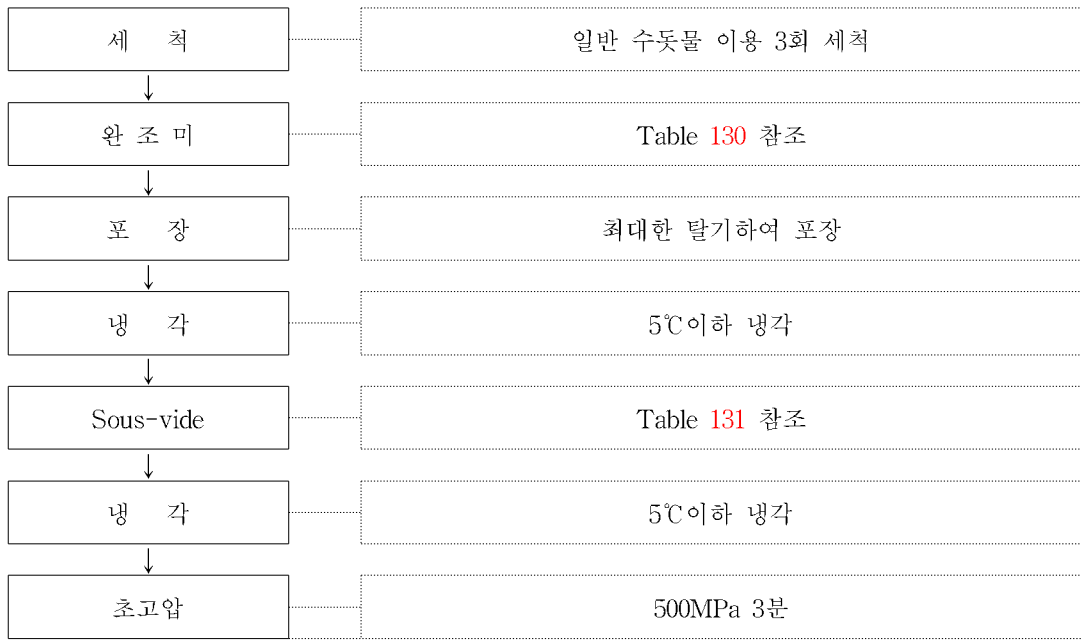 세 척
일반 수돗물 이용 3회 세척
완 조 미
Table 130 참조
포 장
최대한 탈기하여 포장
냉 각
5℃이하 냉각
Sous-vide
Table 131 참조
냉 각
5℃이하 냉각
초고압
500MPa 3분